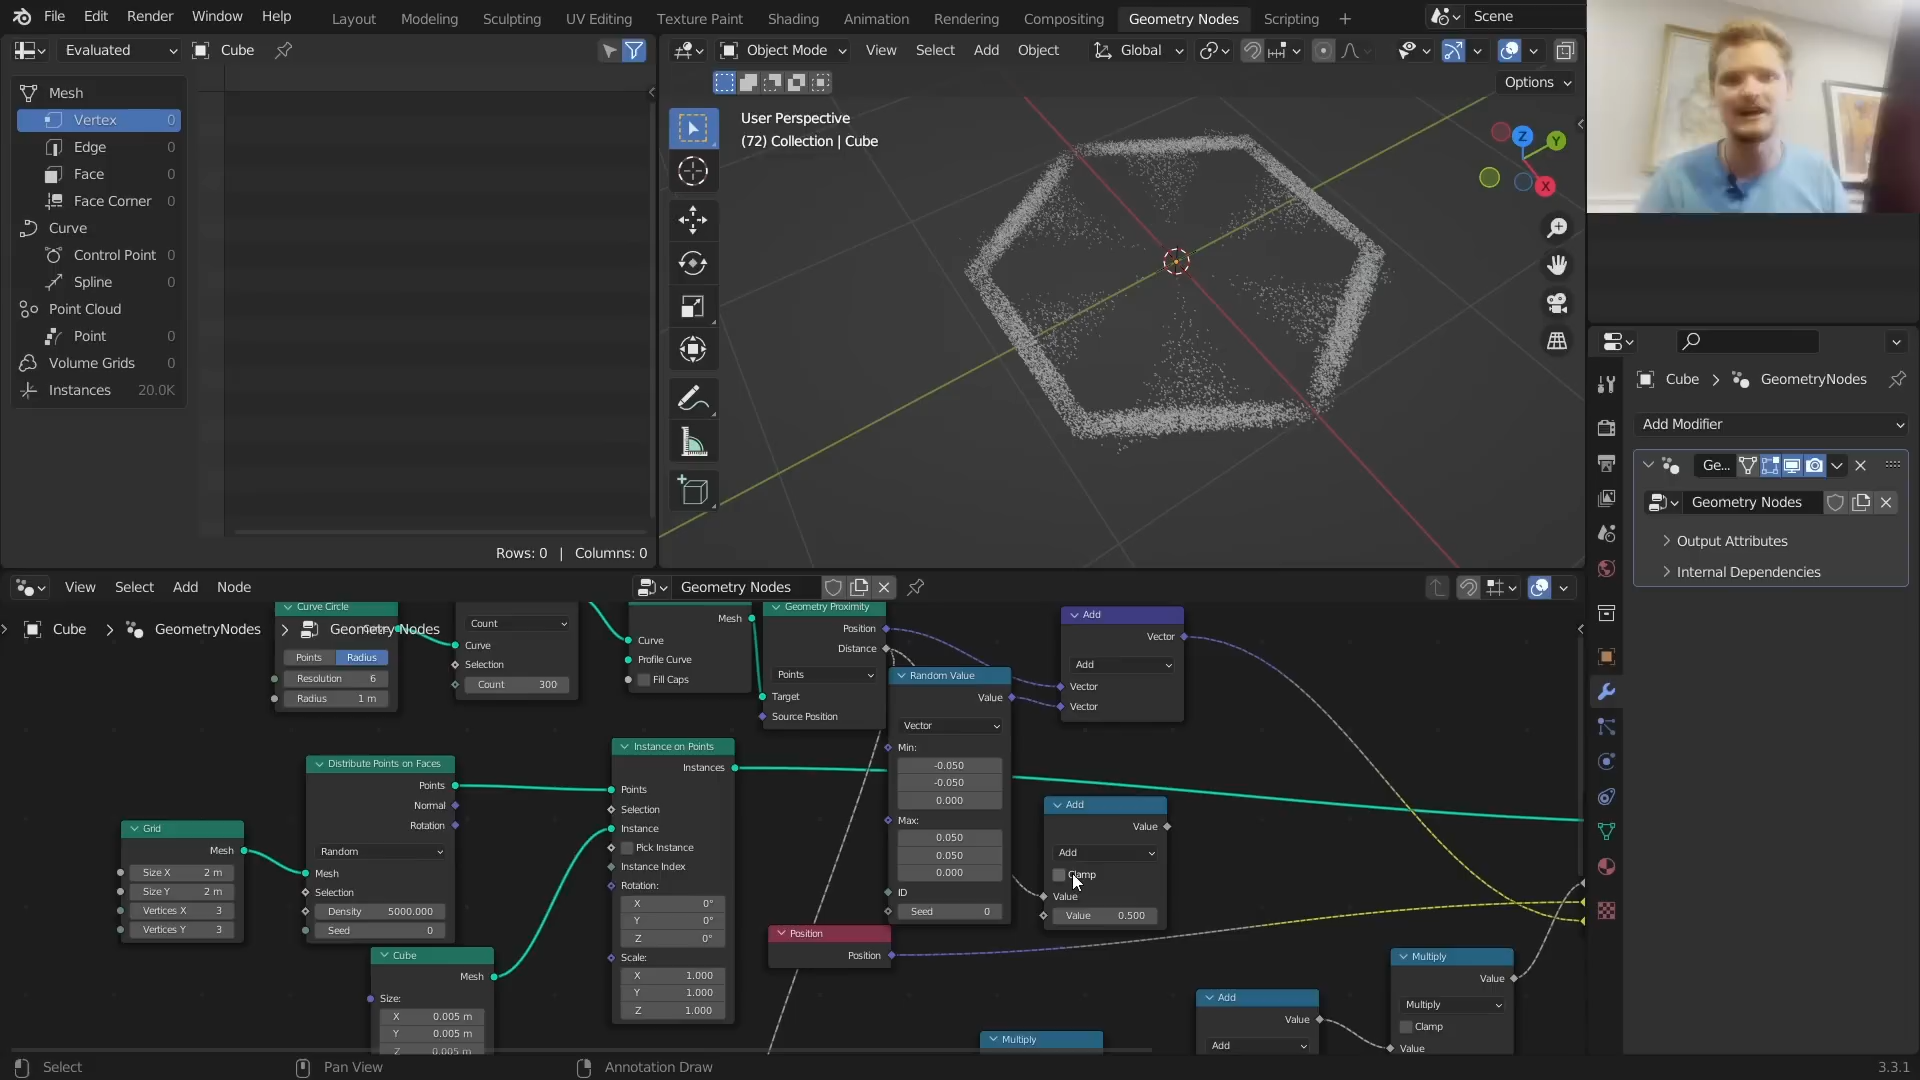 File Edit Render Window Help
Layout Modeling Sculpting UV Editing Texture Paint Shading Animation Rendering Compositing Geometry Nodes Scripting +
Scene
Evaluated
Cube
Object Mode View Select Add Object
Global
Options
Mesh
Vertex 0
Edge 0
Face 0
Face Corner 0
Curve
Control Point 0
Spline 0
Point Cloud
Point 0
Volume Grids 0
Instances 20.0K
Rows: 0 | Columns: 0
User Perspective
(72) Collection | Cube
Z
Y
X
Cube > GeometryNodes
Add Modifier
Ge...
Geometry Nodes
Output Attributes
Internal Dependencies
View Select Add Node
Geometry Nodes
Cube > GeometryNodes > Geometry Nodes
Curve Circle
Points Radius
Resolution 6
Radius 1 m
Count
Curve
Selection
Count 300
Mesh
Curve
Profile Curve
Fill Caps
Geometry Proximity
Position
Distance
Points
Target
Source Position
Random Value
Value
Vector
Min:
-0.050
-0.050
0.000
Max:
0.050
0.050
0.000
ID
Seed 0
Add
Vector
Add
Vector
Vector
Add
Value
Add
Clamp
Value
Value 0.500
Grid
Mesh
Size X 2 m
Size Y 2 m
Vertices X 3
Vertices Y 3
Distribute Points on Faces
Points
Normal
Rotation
Random
Mesh
Selection
Density 5000.000
Seed 0
Instance on Points
Instances
Points
Selection
Instance
Pick Instance
Instance Index
Rotation:
X 0°
Y 0°
Z 0°
Scale:
X 1.000
Y 1.000
Z 1.000
Cube
Mesh
Size:
X 0.005 m
Y 0.005 m
Z 0.005 m
Position
Position
Multiply
Add
Value
Add
Multiply
Value
Multiply
Clamp
Value
Select
Pan View
Annotation Draw
3.3.1